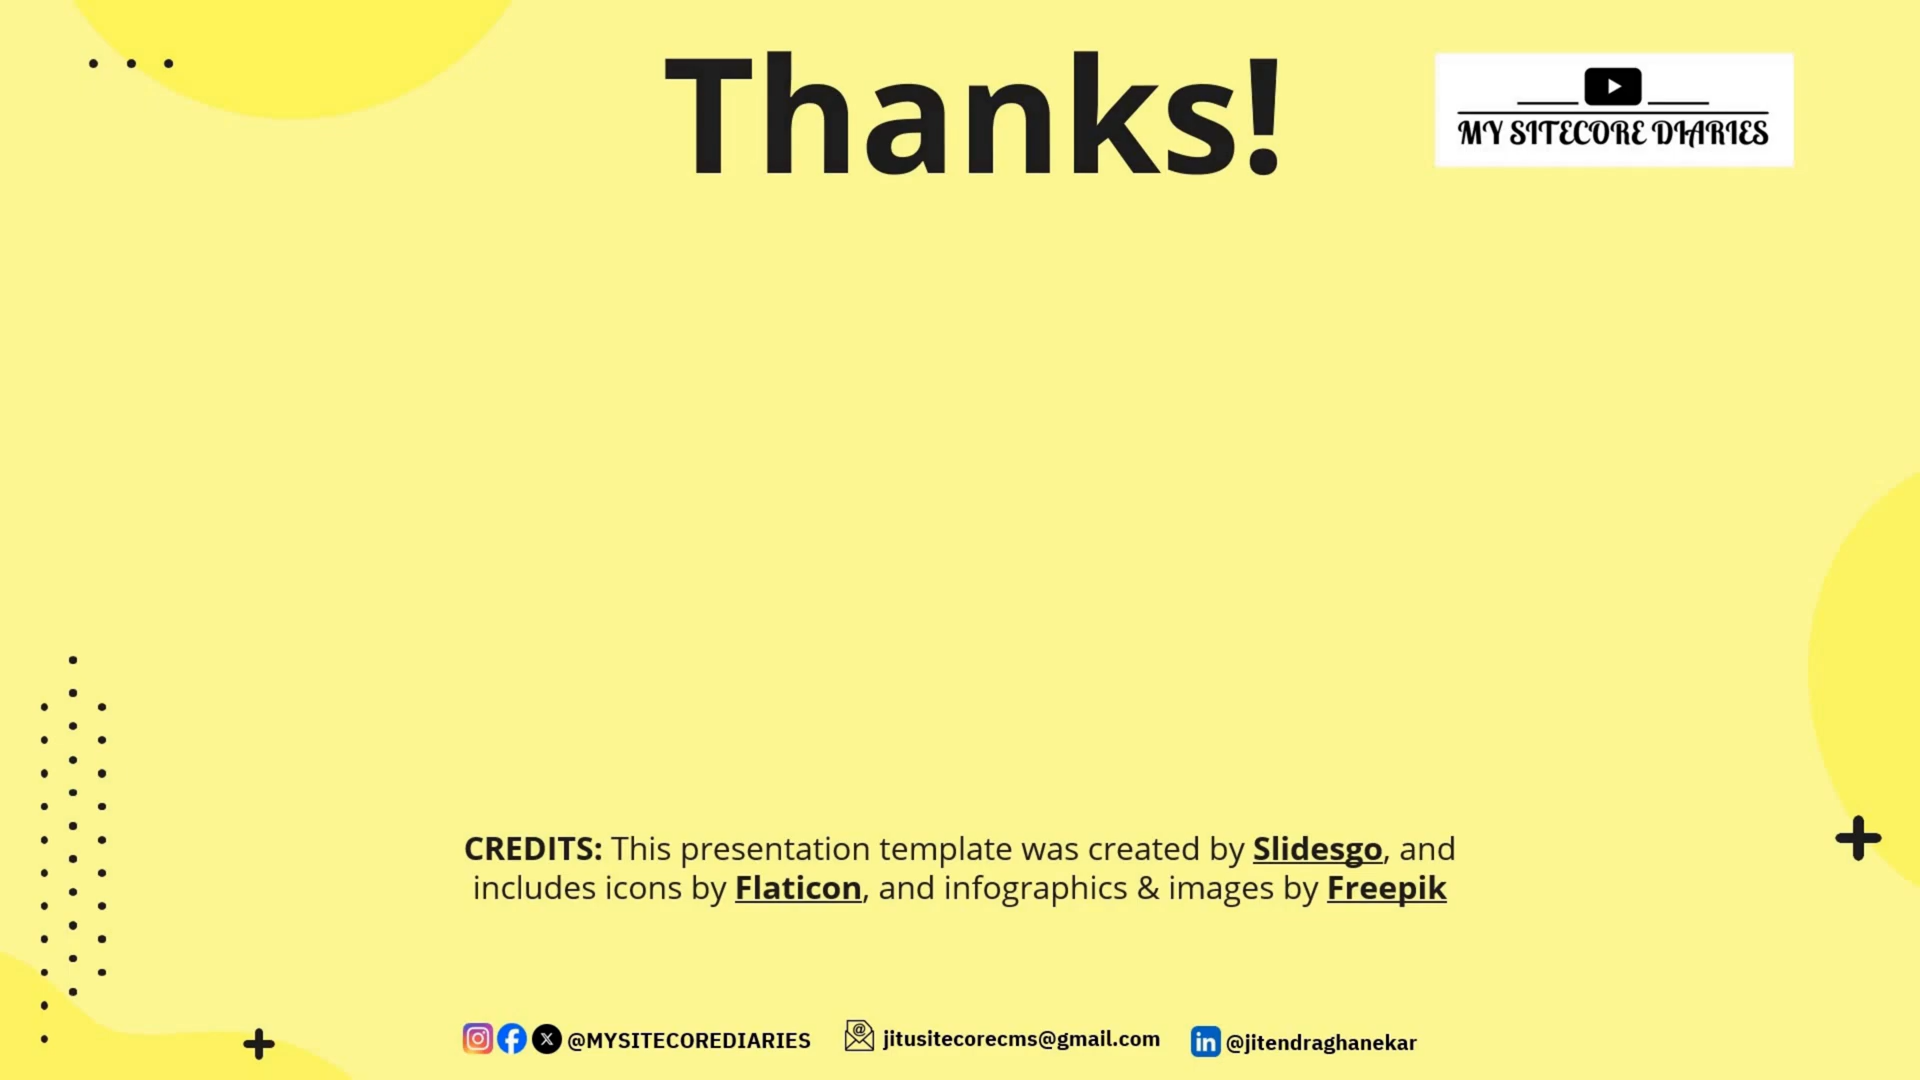 Thanks!
MY SITECORE DIARIES
CREDITS: This presentation template was created by Slidesgo, and
includes icons by Flaticon, and infographics & images by Freepik
@MYSITECOREDIARIES jitusitecorecms@gmail.com @jitendraghanekar